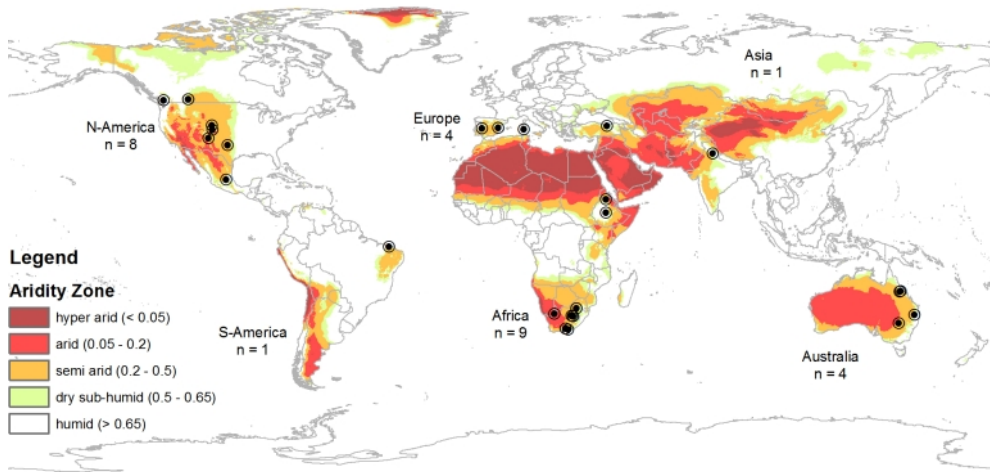 Asia
n = 1
Europe
n = 4
N-America
n = 8
Legend
Aridity Zone
hyper arid (< 0.05)
arid (0.05 - 0.2)
semi arid (0.2 - 0.5)
dry sub-humid (0.5 - 0.65)
humid (> 0.65)
S-America
n = 1
Africa
n = 9
Australia
n = 4